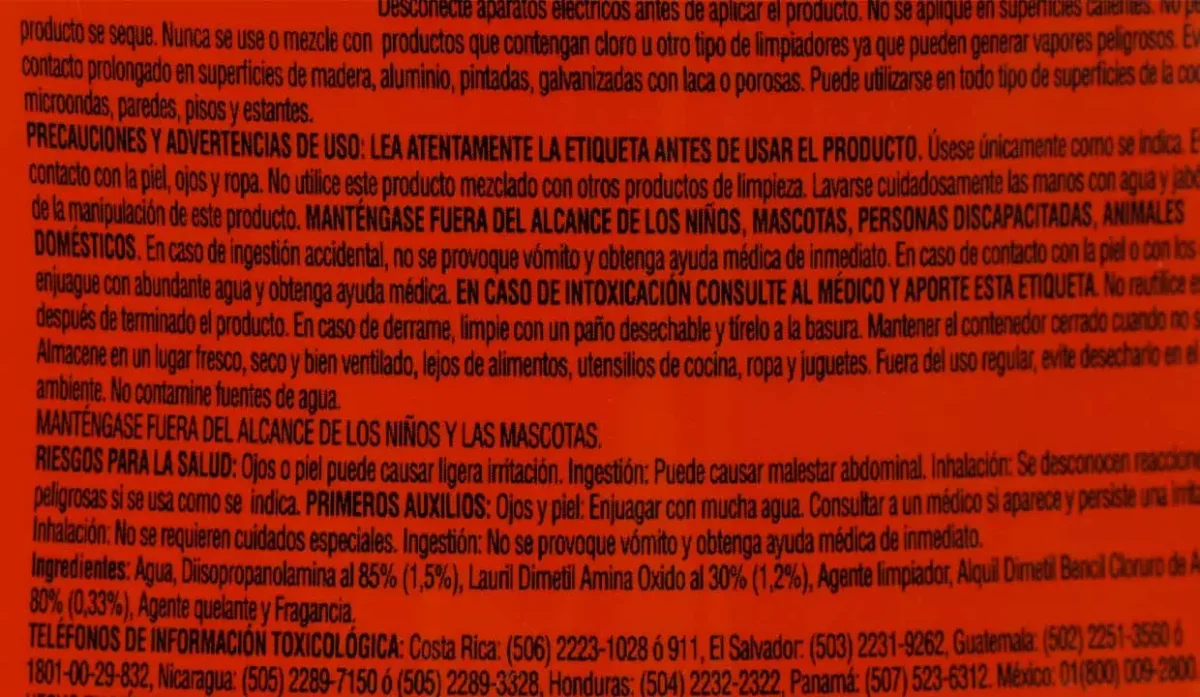 Desconecte aparatos eléctricos antes de aplicar el producto. No se aplique en superficies calientes. No
producto se seque. Nunca se use o mezcle con productos que contengan cloro u otro tipo de limpiadores ya que pueden generar vapores peligrosos.
contacto prolongado en superficies de madera, aluminio, pintadas, galvanizadas con laca o porosas. Puede utilizarse en todo tipo de superficies de la
microondas, paredes, pisos y estantes.
PRECAUCIONES Y ADVERTENCIAS DE USO: LEA ATENTAMENTE LA ETIQUETA ANTES DE USAR EL PRODUCTO. Úsese únicamente como se indica.
contacto con la piel, ojos y ropa. No utilice este producto mezclado con otros productos de limpieza. Lavarse cuidadosamente las manos con agua y
de la manipulación de este producto. MANTÉNGASE FUERA DEL ALCANCE DE LOS NIÑOS, MASCOTAS, PERSONAS DISCAPACITADAS, ANIMALES
DOMÉSTICOS. En caso de ingestión accidental, no se provoque vómito y obtenga ayuda médica de inmediato. En caso de contacto con la piel o con los
enjuague con abundante agua y obtenga ayuda médica. EN CASO DE INTOXICACIÓN CONSULTE AL MÉDICO Y APORTE ESTA ETIQUETA. No reutilice
después de terminado el producto. En caso de derrame, limpie con un paño desechable y tírelo a la basura. Mantener el contenedor cerrado cuando no
Almacene en un lugar fresco, seco y bien ventilado, lejos de alimentos, utensilios de cocina, ropa y juguetes. Fuera del uso regular, evite desecharlo en el
ambiente. No contamine fuentes de agua.
MANTÉNGASE FUERA DEL ALCANCE DE LOS NIÑOS Y LAS MASCOTAS.
RIESGOS PARA LA SALUD: Ojos o piel puede causar ligera irritación. Ingestión: Puede causar malestar abdominal. Inhalación: Se desconocen
peligrosas si se usa como se indica. PRIMEROS AUXILIOS: Ojos y piel: Enjuagar con mucha agua. Consultar a un médico si aparece y persiste una
Inhalación: No se requieren cuidados especiales. Ingestión: No se provoque vómito y obtenga ayuda médica de inmediato.
Ingredientes: Agua, Diisopropanolamina al 85% (1,5%), Lauril Dimetil Amina Oxido al 30% (1,2%), Agente limpiador, Alquil Dimetil Bencil Cloruro de
80% (0,33%), Agente quelante y Fragancia.
TELÉFONOS DE INFORMACIÓN TOXICOLÓGICA: Costa Rica: (506) 2223-1028 ó 911, El Salvador: (503) 2231-9262, Guatemala: (502) 2251-3560 ó
1801-00-29-832, Nicaragua: (505) 2289-7150 ó (505) 2289-3328, Honduras: (504) 2232-2322, Panamá: (507) 523-6312. México: 01(800) 009-2800